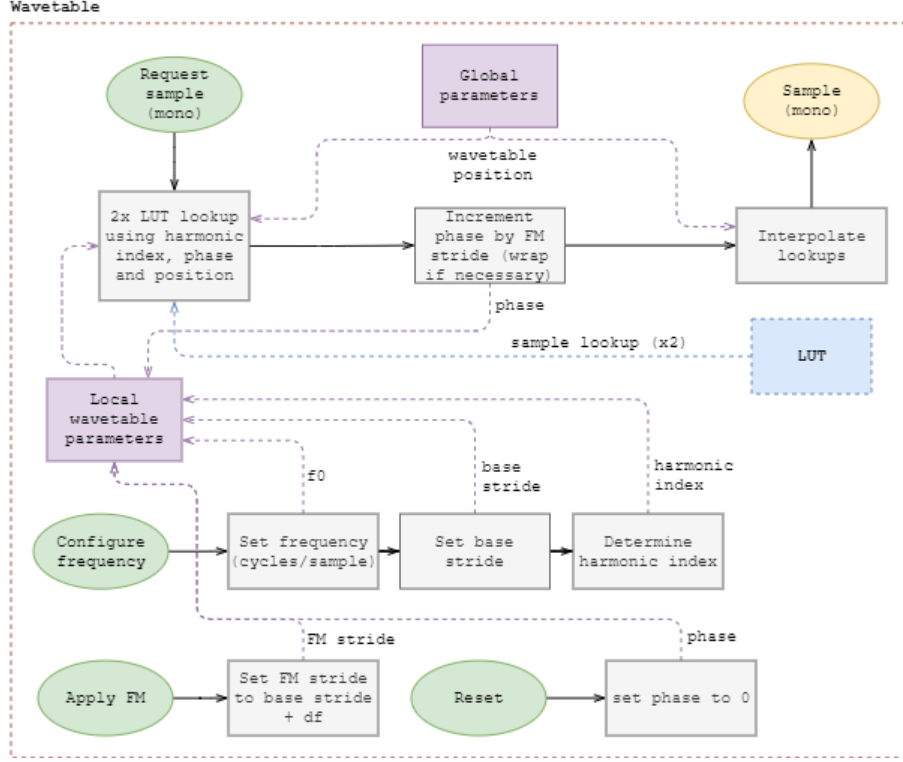 Wavetable
Request
sample
(mono)
Global
parameters
Sample
(mono)
wavetable
position
2x LUT lookup
using harmonic
index, phase
and position
Increment
phase by FM
stride (wrap
if necessary)
Interpolate
lookups
phase
sample lookup (x2)
LUT
Local
wavetable
parameters
f0
base
stride
harmonic
index
Configure
frequency
Set frequency
(cycles/sample)
Set base
stride
Determine
harmonic index
FM stride
phase
Apply FM
Set FM stride
to base stride
+ df
Reset
set phase to 0